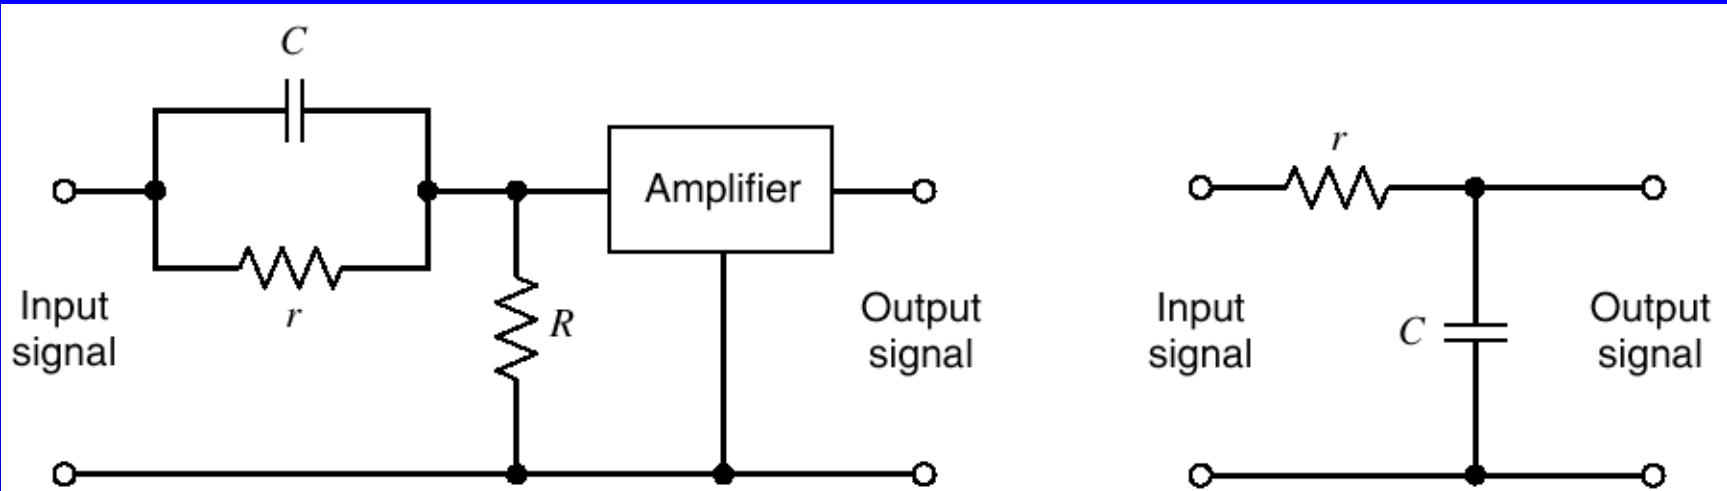 C
r
Input
signal
R
Amplifier
Output
signal
r
Input
signal
C
Output
signal